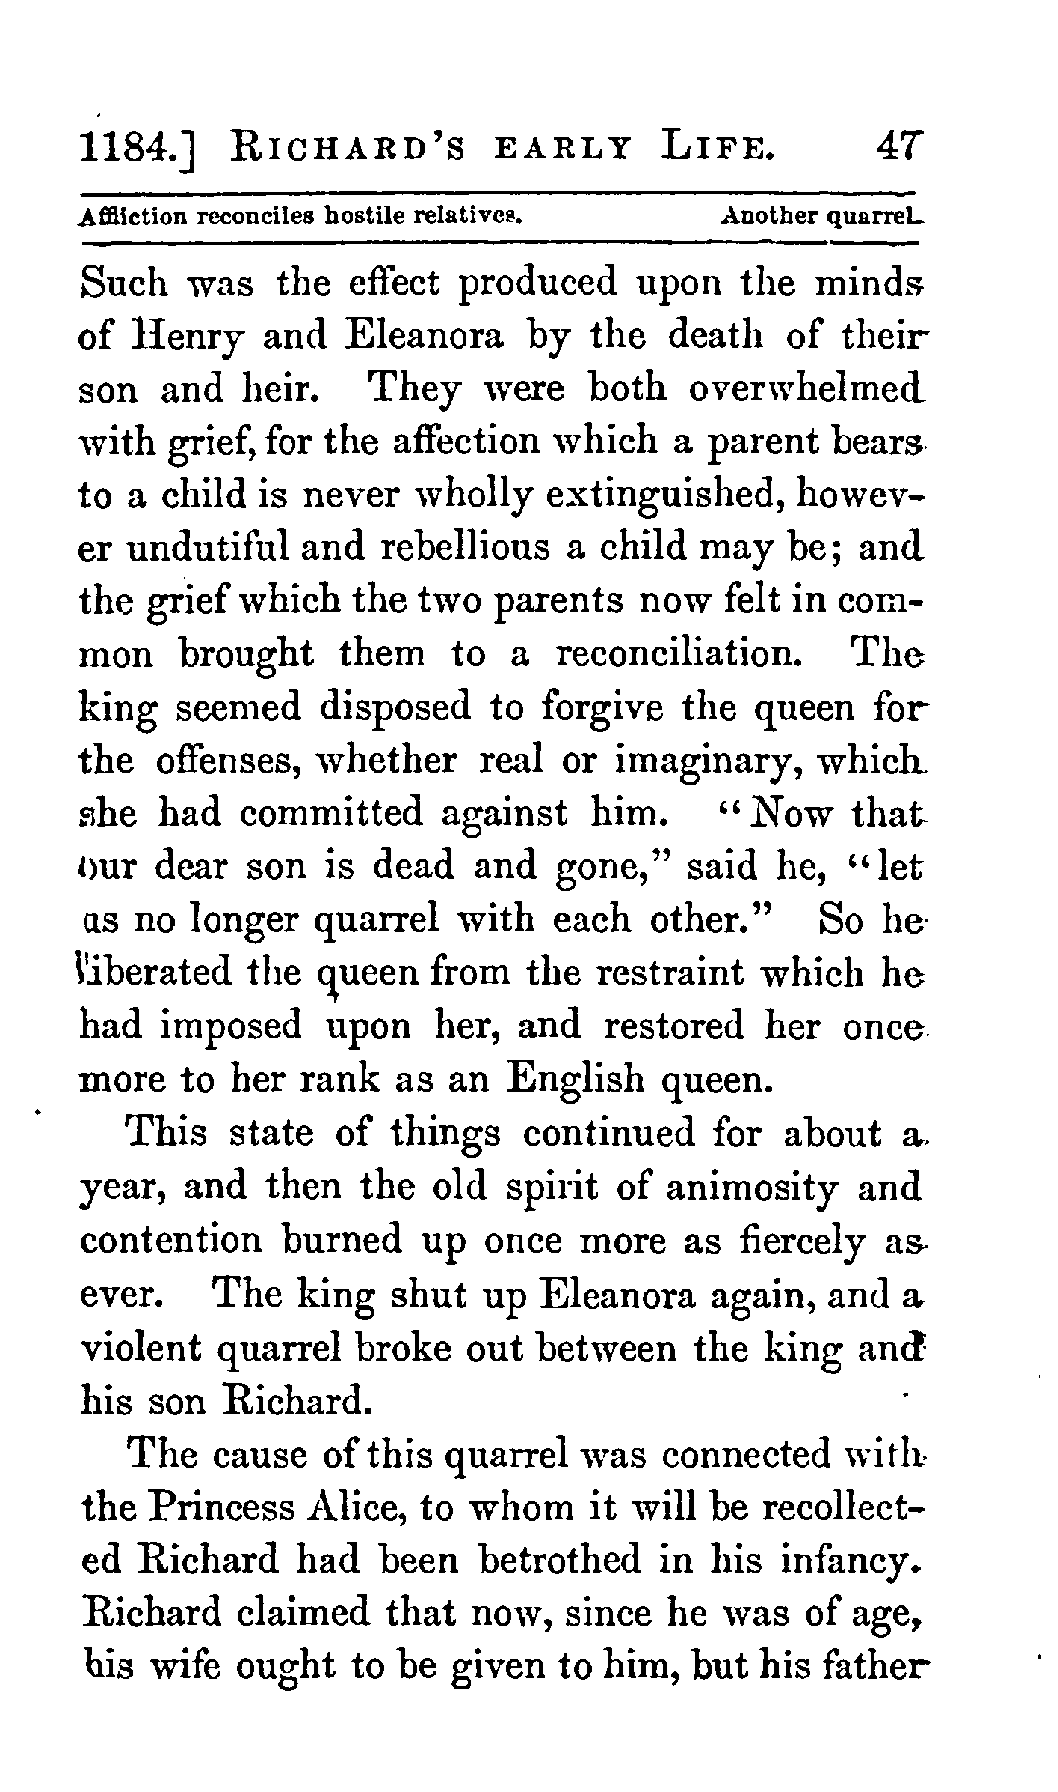 1184.] RICHARD'S EARLY LIFE. 47
Affliction reconciles hostile relatives. Another quarrel.
Such was the effect produced upon the minds
of Henry and Eleanora by the death of their
son and heir. They were both overwhelmed
with grief, for the affection which a parent bears
to a child is never wholly extinguished, howev-
er undutiful and rebellious a child may be; and
the grief which the two parents now felt in com-
mon brought them to a reconciliation. The
king seemed disposed to forgive the queen for
the offenses, whether real or imaginary, which
she had committed against him. "Now that
our dear son is dead and gone," said he, "let
us no longer quarrel with each other." So he
liberated the queen from the restraint which he
had imposed upon her, and restored her once
more to her rank as an English queen.
This state of things continued for about a
year, and then the old spirit of animosity and
contention burned up once more as fiercely as
ever. The king shut up Eleanora again, and a
violent quarrel broke out between the king and
his son Richard.
The cause of this quarrel was connected with
the Princess Alice, to whom it will be recollect-
ed Richard had been betrothed in his infancy.
Richard claimed that now, since he was of age,
his wife ought to be given to him, but his father